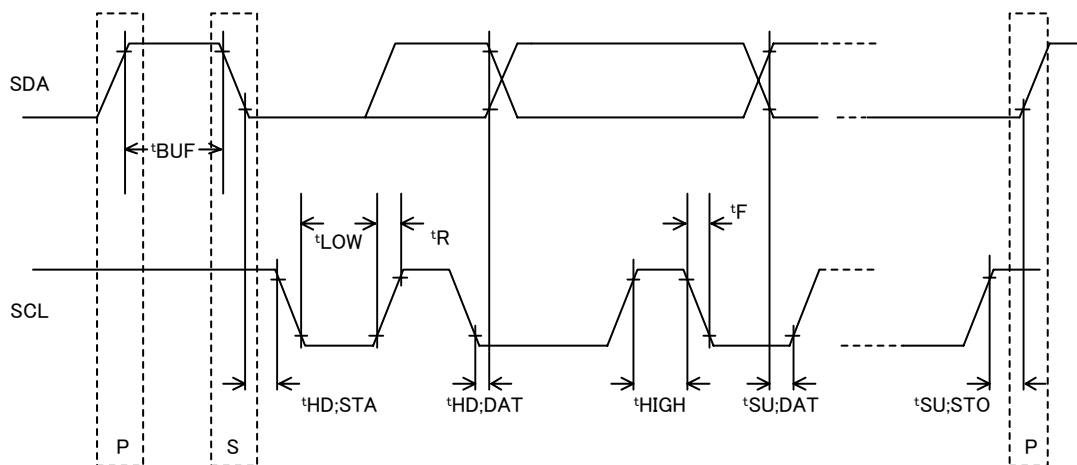 SDA
tBUF
tLOW
tR
tF
SCL
tHD;STA
tHD;DAT
tHIGH
tSU;DAT
tSU;STO
P
S
P